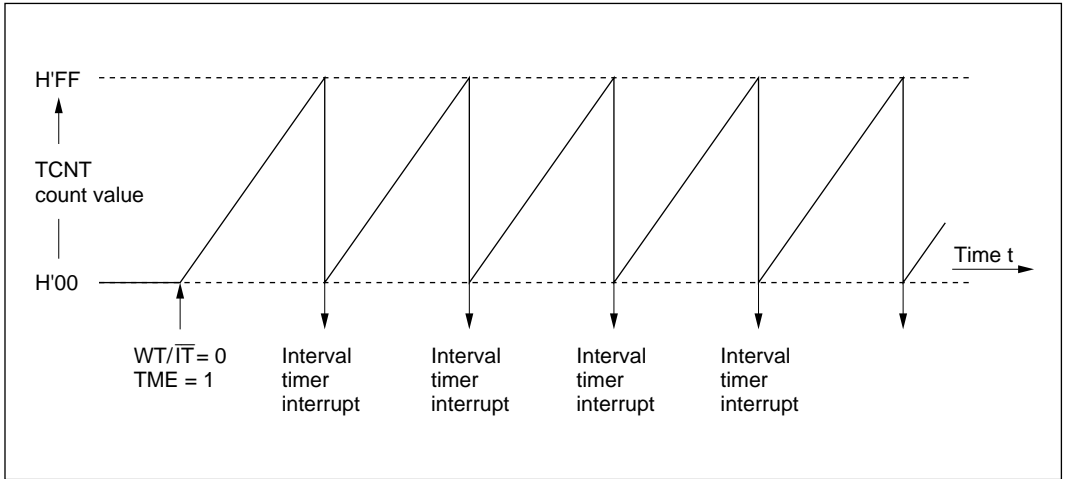 H'FF
TCNT
count value
H'00
Time t
WT/I̅T̅ = 0
TME = 1
Interval
timer
interrupt
Interval
timer
interrupt
Interval
timer
interrupt
Interval
timer
interrupt